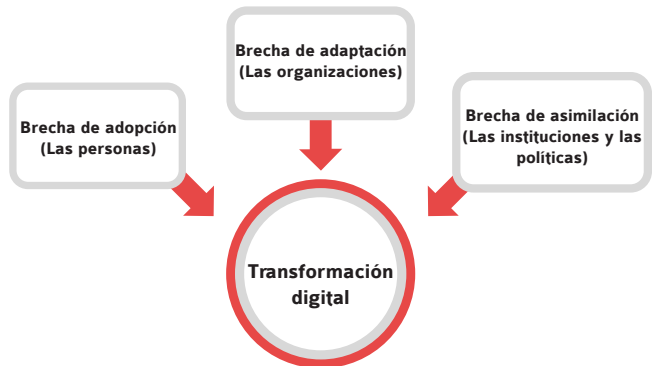 Brecha de adopción
(Las personas)
Brecha de adaptación
(Las organizaciones)
Brecha de asimilación
(Las instituciones y las
políticas)
Transformación
digital